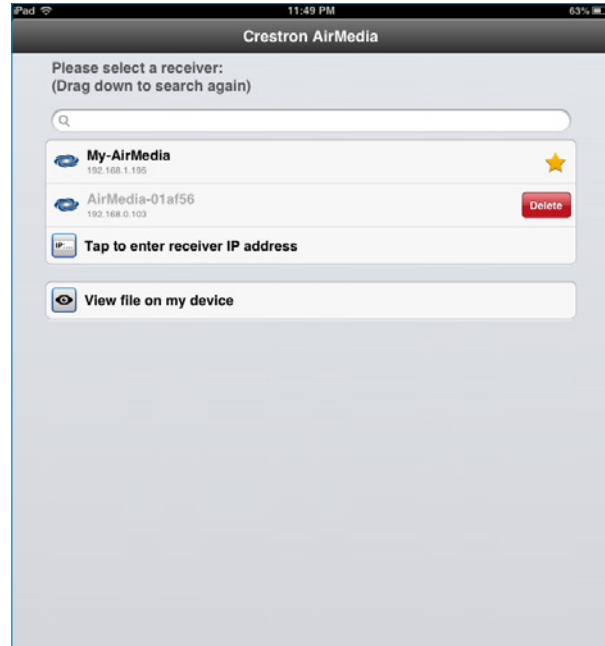 iPad 11:49 PM 63%
Crestron AirMedia
Please select a receiver:
(Drag down to search again)
My-AirMedia
192.168.1.195
AirMedia-01af56
192.168.0.103
Delete
IP:... Tap to enter receiver IP address
View file on my device